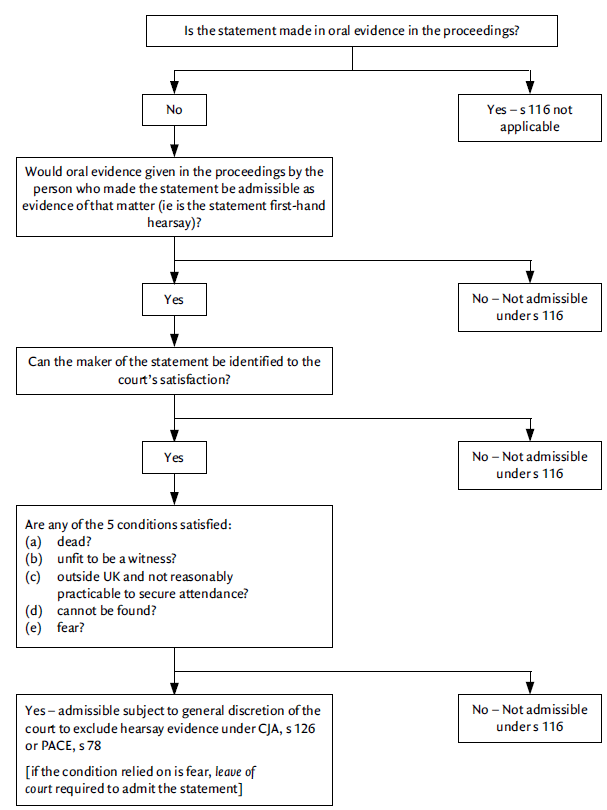 Is the statement made in oral evidence in the proceedings?
No
Yes – s 116 not
applicable
Would oral evidence given in the proceedings by the
person who made the statement be admissible as
evidence of that matter (ie is the statement first-hand
hearsay)?
Yes
No – Not admissible
under s 116
Can the maker of the statement be identified to the
court's satisfaction?
Yes
No – Not admissible
under s 116
Are any of the 5 conditions satisfied:
(a) dead?
(b) unfit to be a witness?
(c) outside UK and not reasonably
practicable to secure attendance?
(d) cannot be found?
(e) fear?
Yes – admissible subject to general discretion of the
court to exclude hearsay evidence under CJA, s 126
or PACE, s 78
[if the condition relied on is fear, leave of
court required to admit the statement]
No – Not admissible
under s 116